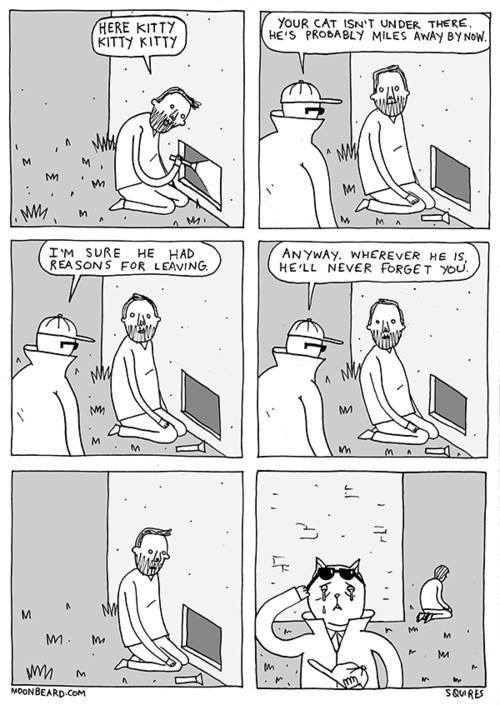 HERE KITTY
KITTY KITTY
YOUR CAT ISN'T UNDER THERE.
HE'S PROBABLY MILES AWAY BY NOW.
I'M SURE HE HAD
REASONS FOR LEAVING.
ANYWAY. WHEREVER HE IS,
HE'LL NEVER FORGET YOU.
MOONBEARD.COM
SQUIRES